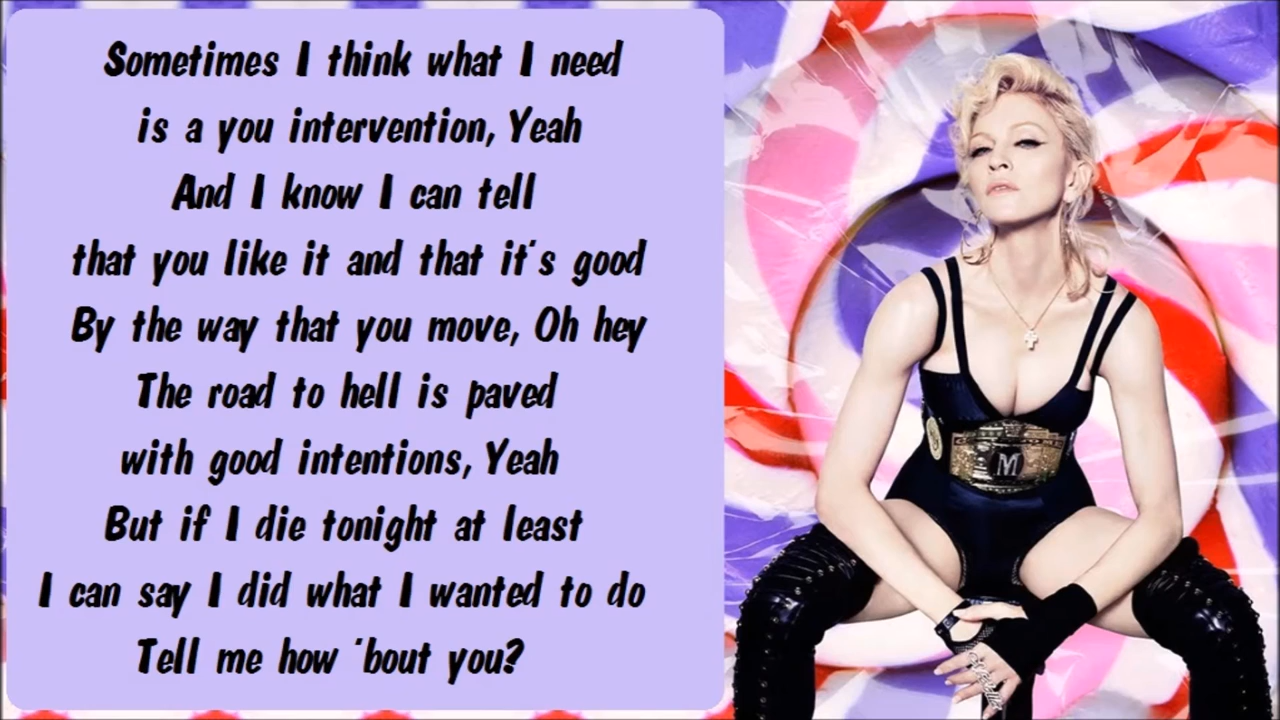 Sometimes I think what I need
is a you intervention, Yeah
And I know I can tell
that you like it and that it's good
By the way that you move, Oh hey
The road to hell is paved
with good intentions, Yeah
But if I die tonight at least
I can say I did what I wanted to do
Tell me how 'bout you?
M